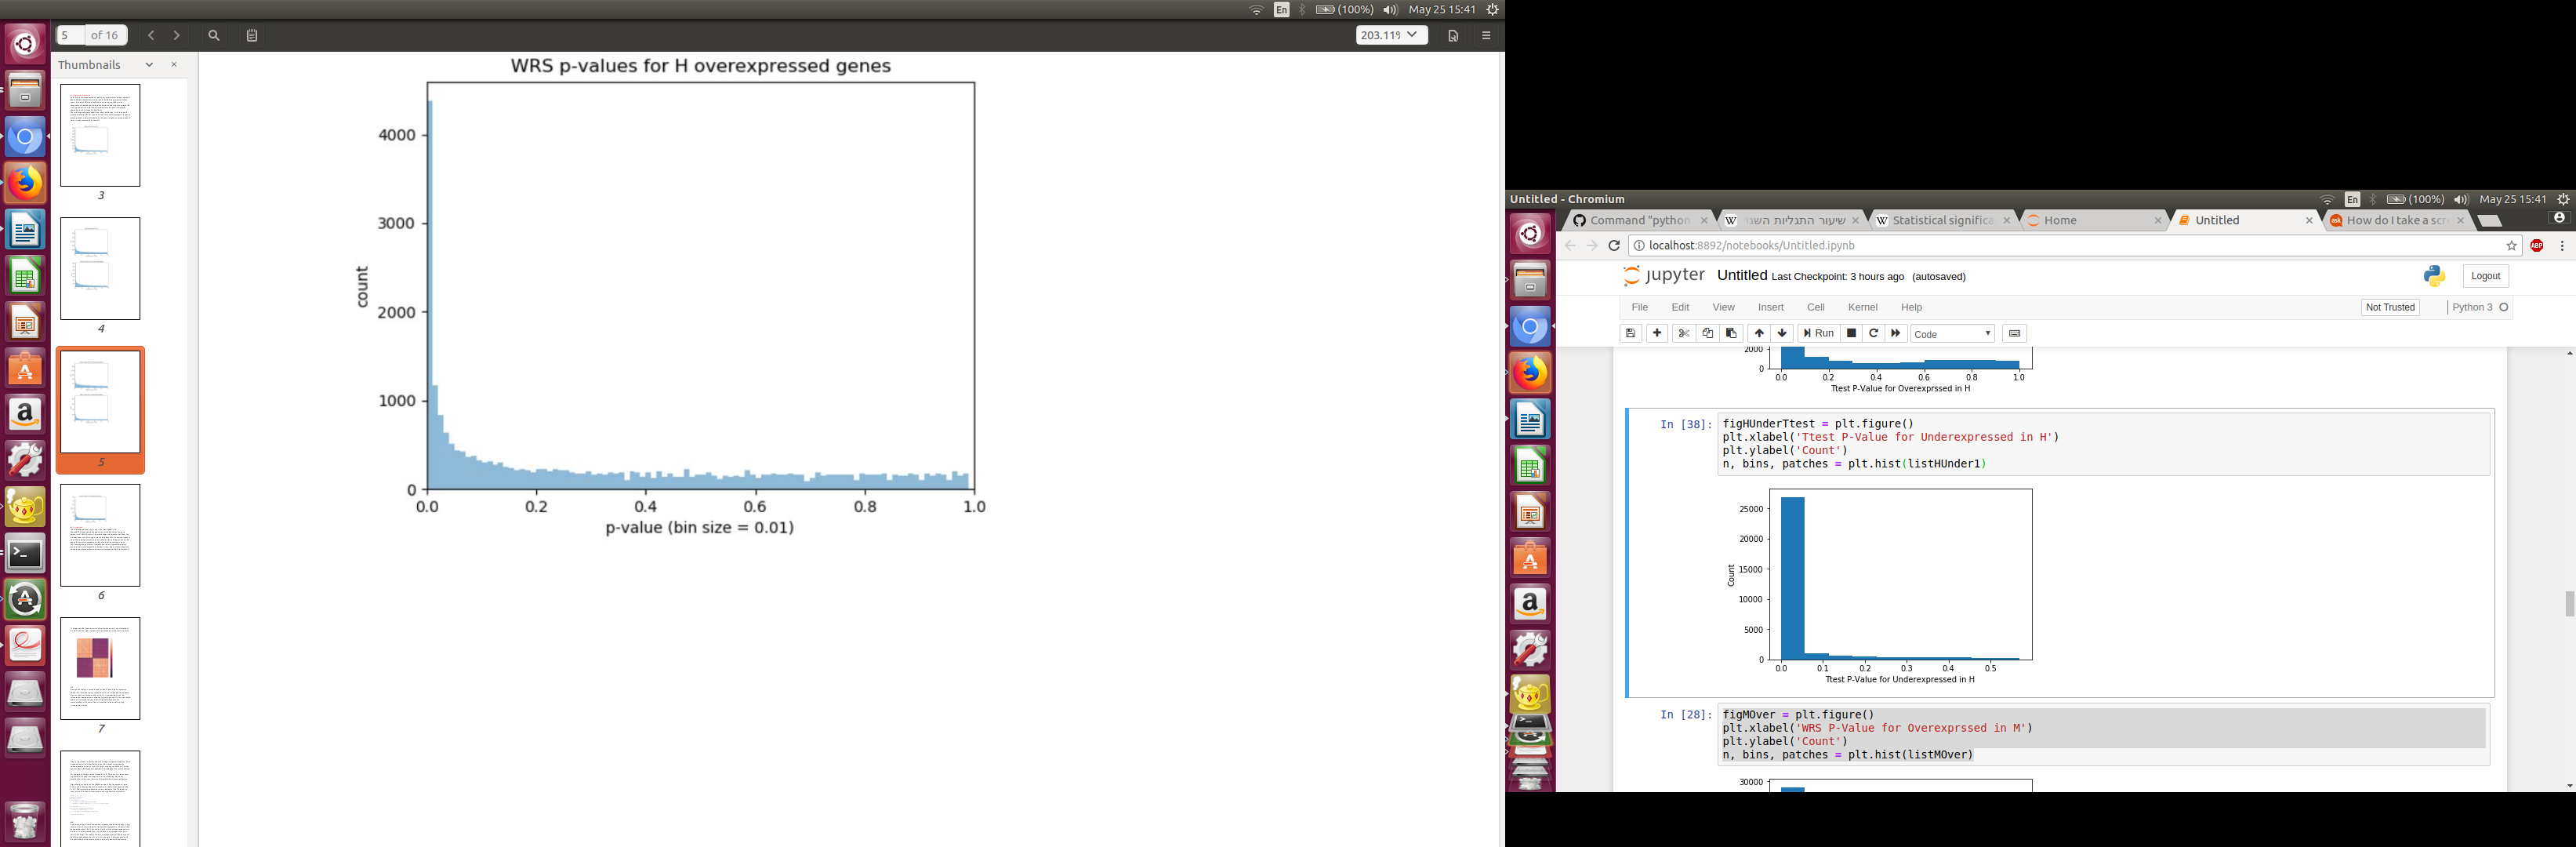 En (100%) May 25 15:41
5 of 16
203.11%
Thumbnails
3
4
5
6
7
WRS p-values for H overexpressed genes
count
4000
3000
2000
1000
0
0.0 0.2 0.4 0.6 0.8 1.0
p-value (bin size = 0.01)
Untitled - Chromium
En (100%) May 25 15:41
Command "python
שיעור התגליות השגוי
Statistical significa
Home
Untitled
How do I take a scr
localhost:8892/notebooks/Untitled.ipynb
ABP
jupyter Untitled Last Checkpoint: 3 hours ago (autosaved)
Logout
File Edit View Insert Cell Kernel Help
Not Trusted
Python 3
Run
Code
2000
0
0.0 0.2 0.4 0.6 0.8 1.0
Ttest P-Value for Overexprssed in H
In [38]:
figHUnderTtest = plt.figure()
plt.xlabel('Ttest P-Value for Underexpressed in H')
plt.ylabel('Count')
n, bins, patches = plt.hist(listHUnder1)
Count
25000
20000
15000
10000
5000
0
0.0 0.1 0.2 0.3 0.4 0.5
Ttest P-Value for Underexpressed in H
In [28]:
figMOver = plt.figure()
plt.xlabel('WRS P-Value for Overexprssed in M')
plt.ylabel('Count')
n, bins, patches = plt.hist(listMOver)
30000